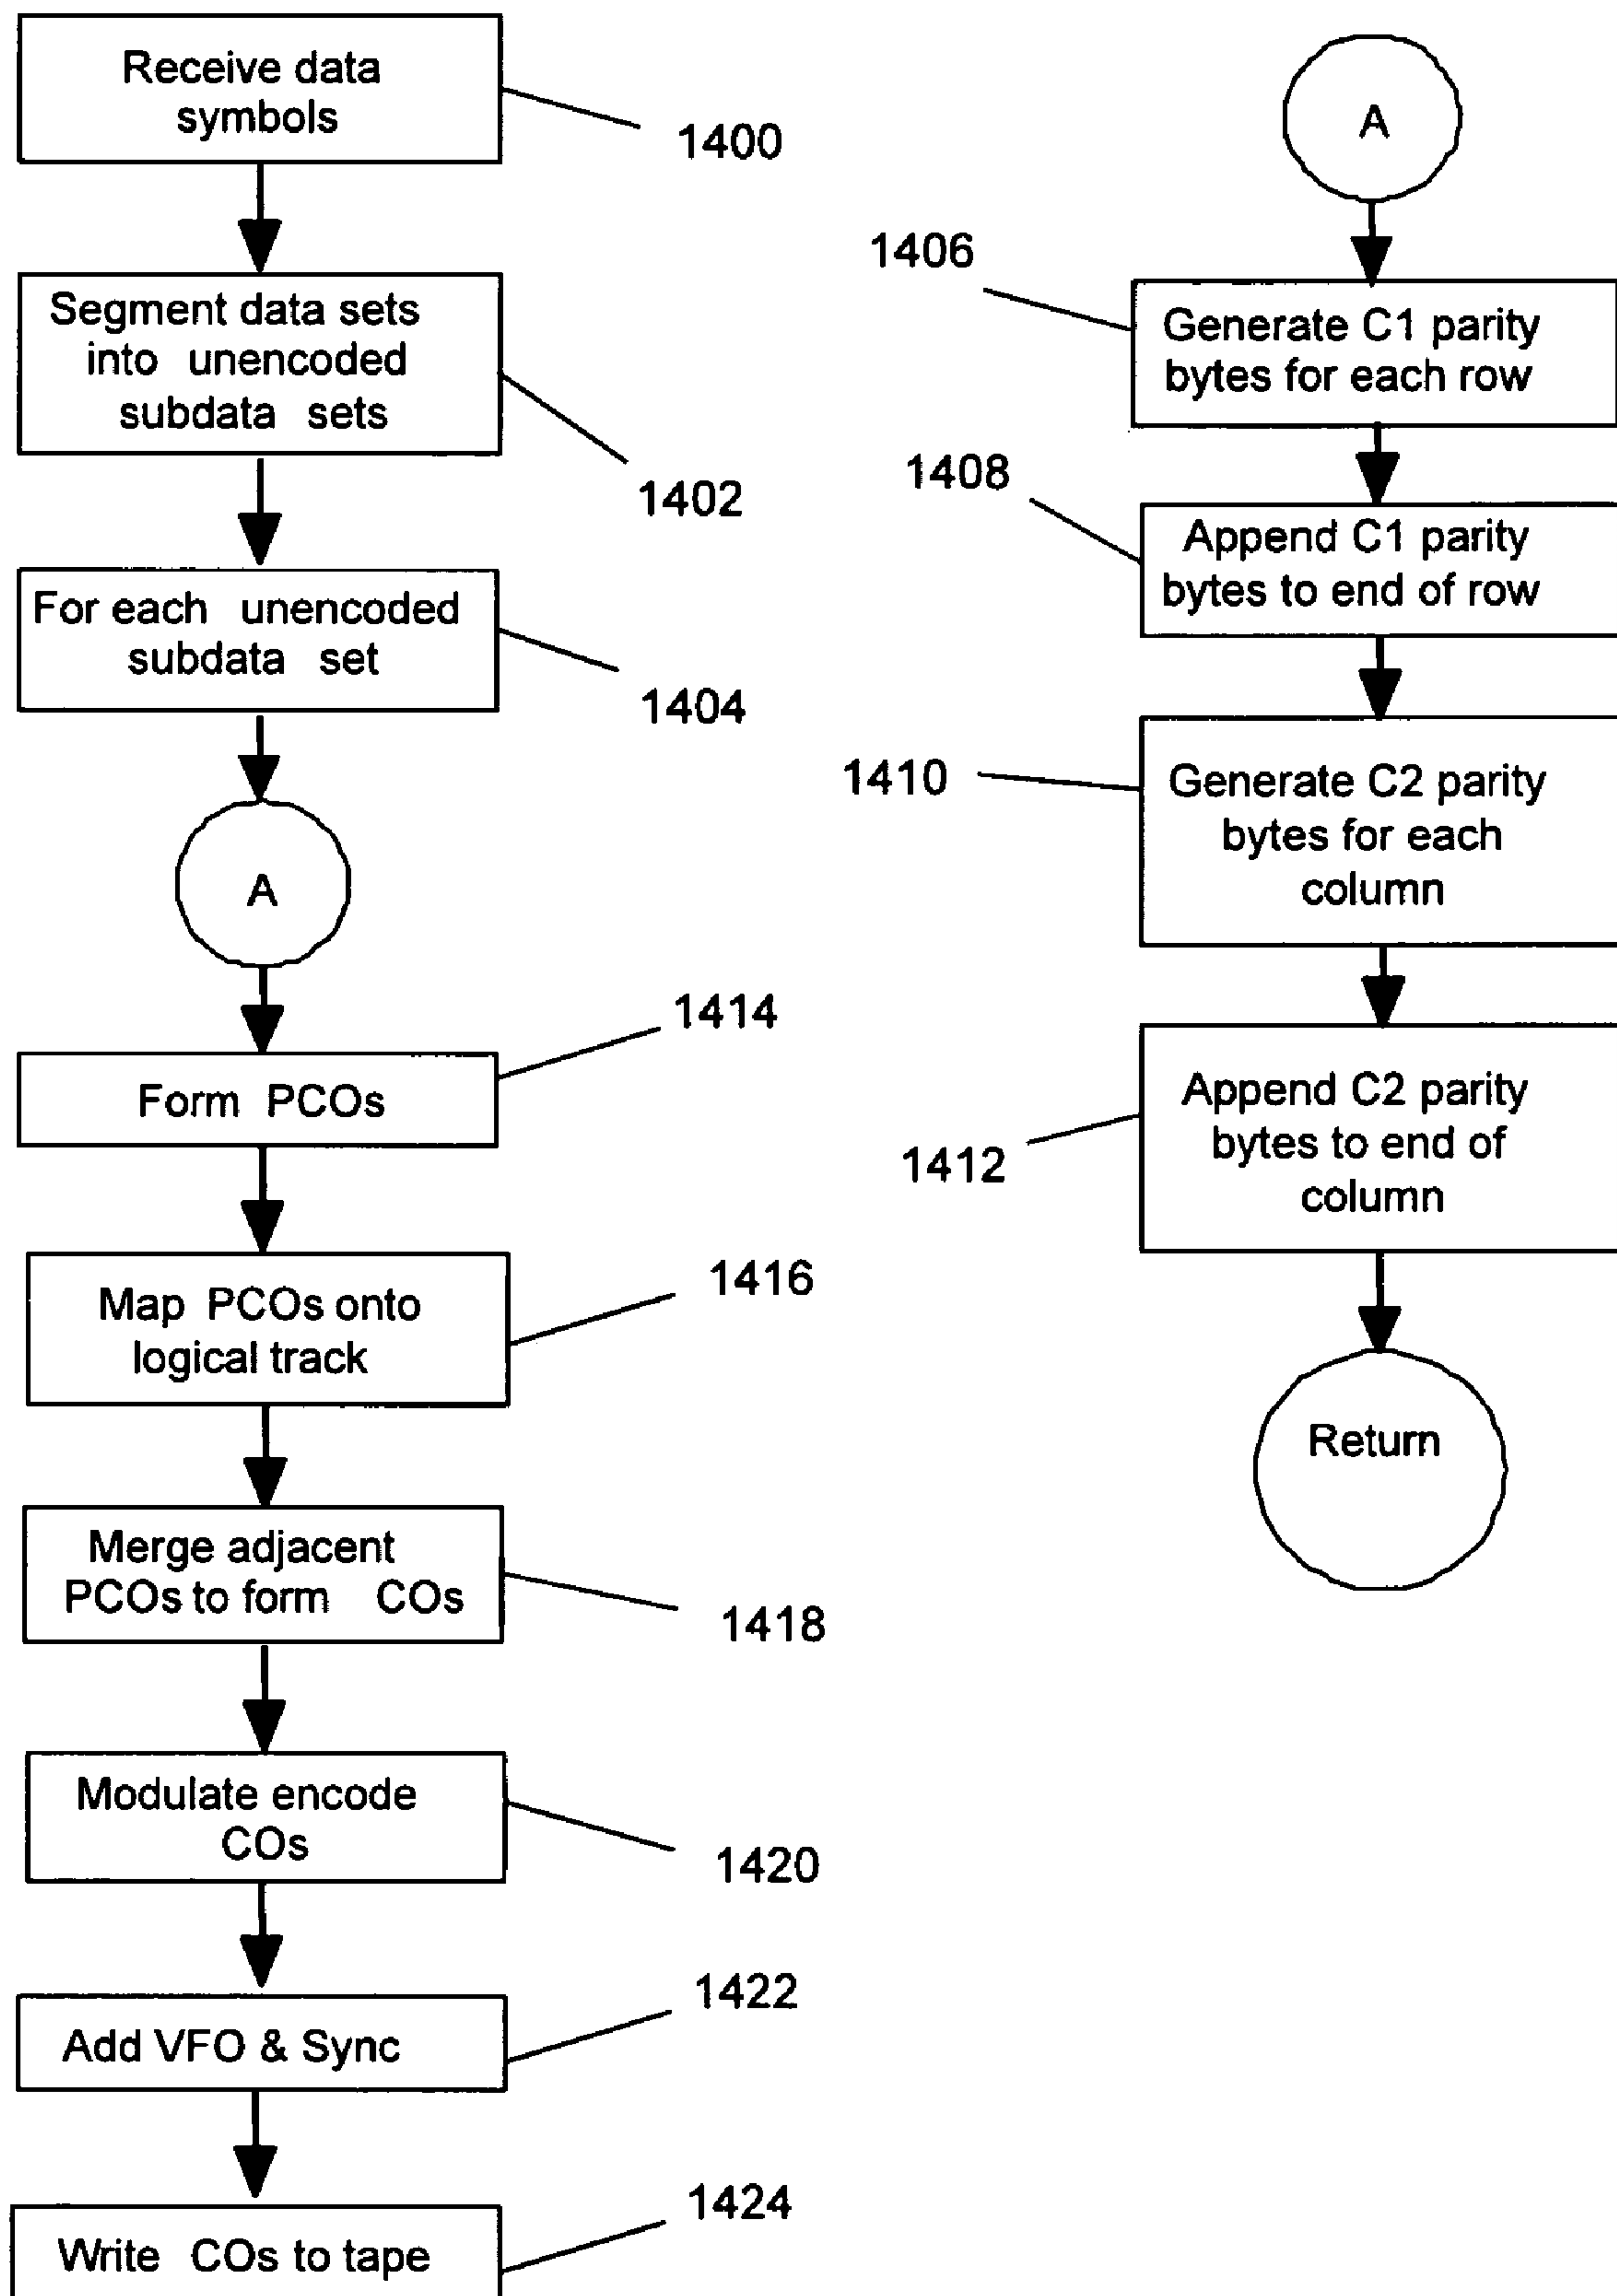 Receive data
symbols
1400
Segment data sets
into unencoded
subdata sets
1402
For each unencoded
subdata set
1404
A
1414
Form PCOs
1416
Map PCOs onto
logical track
Merge adjacent
PCOs to form COs
1418
Modulate encode
COs
1420
1422
Add VFO & Sync
1424
Write COs to tape
A
1406
Generate C1 parity
bytes for each row
1408
Append C1 parity
bytes to end of row
1410
Generate C2 parity
bytes for each
column
Append C2 parity
bytes to end of
column
1412
Return